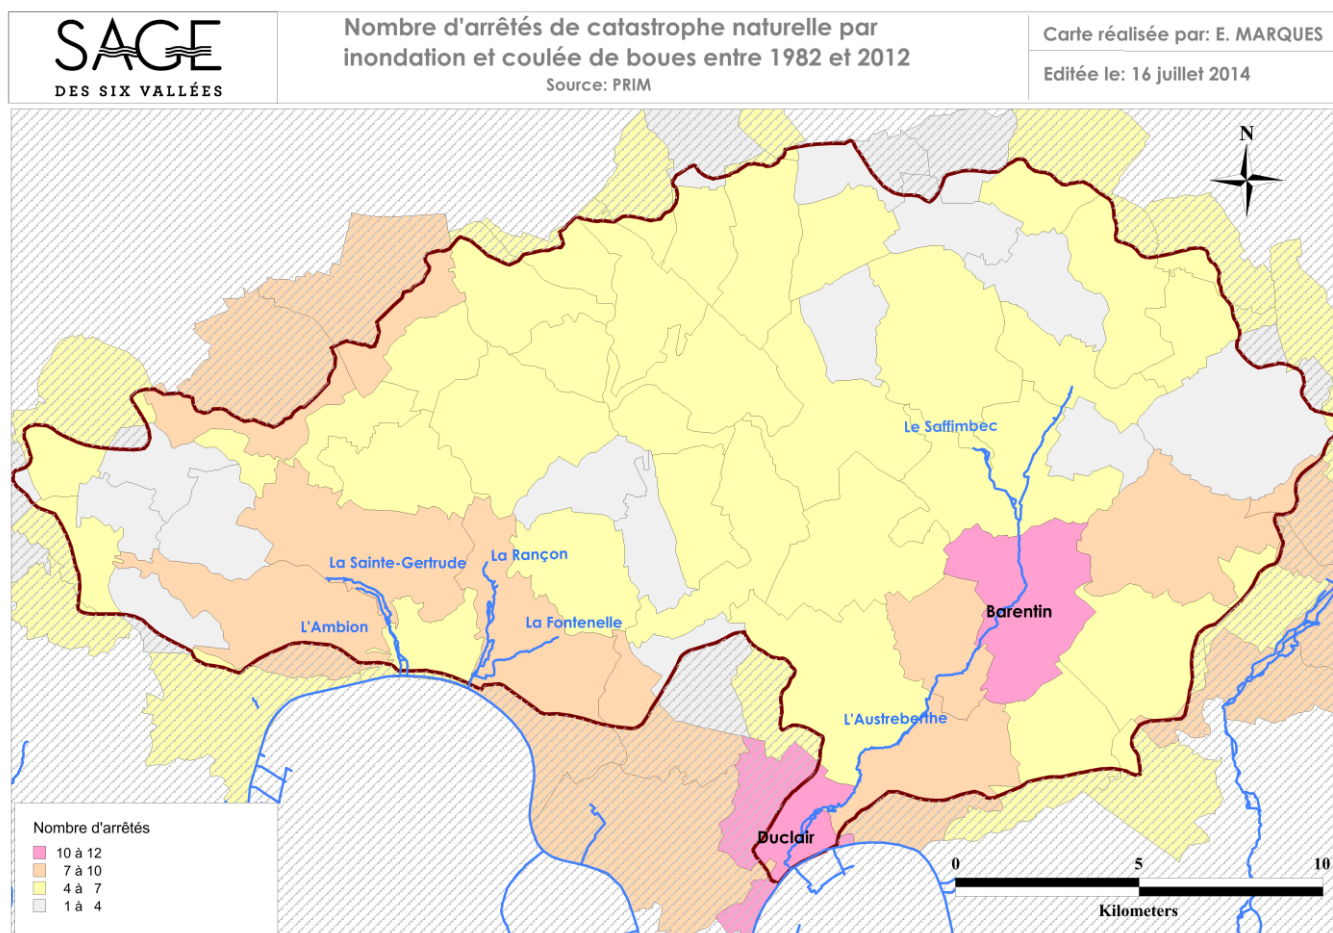 SAGE
DES SIX VALLÉES
Nombre d'arrêtés de catastrophe naturelle par
inondation et coulée de boues entre 1982 et 2012
Source: PRIM
Carte réalisée par: E. MARQUES
Editée le: 16 juillet 2014
N
Le Saffimbec
La Rançon
La Sainte-Gertrude
Barentin
La Fontenelle
L'Ambion
L'Austreberthe
Duclair
Nombre d'arrêtés
10 à 12
7 à 10
4 à 7
1 à 4
0 5 10
Kilometers